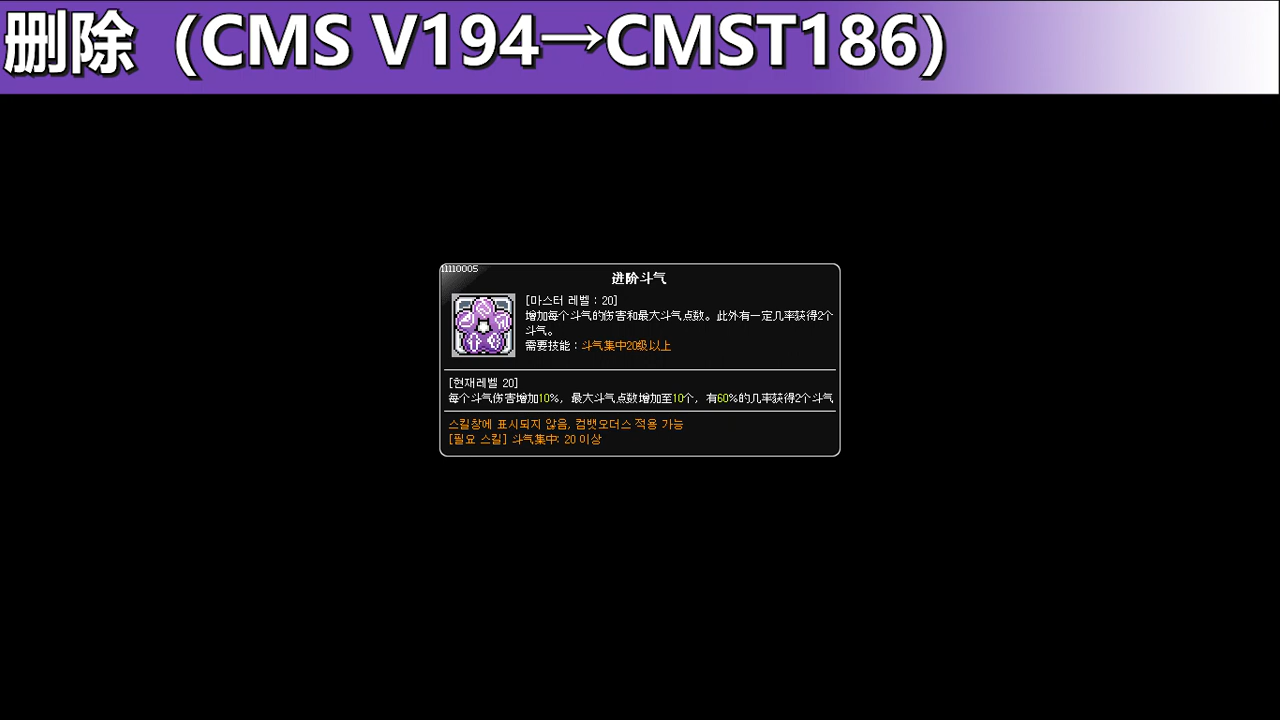 删除（CMS V194→CMST186）
11110005
进阶斗气
[마스터 레벨 : 20]
增加每个斗气的伤害和最大斗气点数。此外有一定几率获得2个
斗气。
需要技能：斗气集中20级以上
[현재레벨 20]
每个斗气伤害增加10%，最大斗气点数增加至10个，有60%的几率获得2个斗气
스킬창에 표시되지 않음, 컴뱃오더스 적용 가능
[필요 스킬] 斗气集中: 20 이상